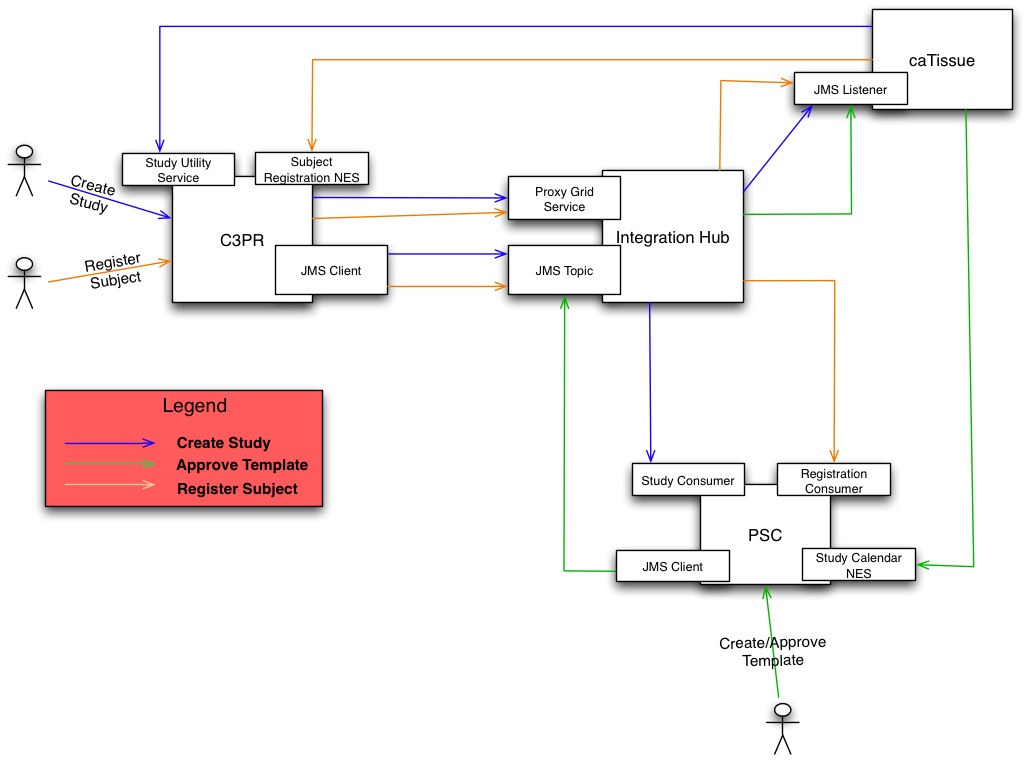 caTissue
JMS Listener
Study Utility
Service
Subject
Registration NES
Create
Study
C3PR
Register
Subject
JMS Client
Proxy Grid
Service
Integration Hub
JMS Topic
Legend
Create Study
Approve Template
Register Subject
Study Consumer
Registration
Consumer
PSC
JMS Client
Study Calendar
NES
Create/Approve
Template